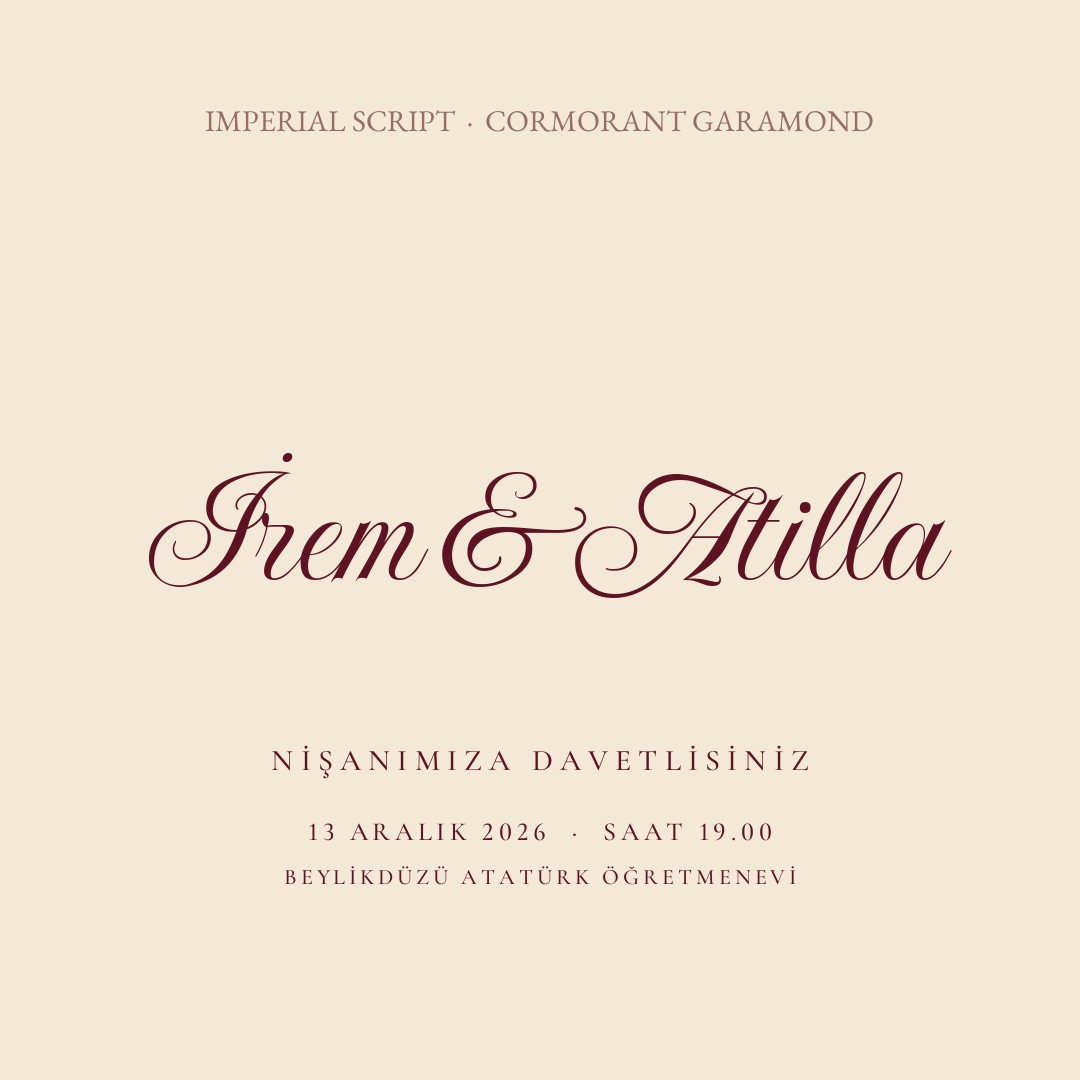 IMPERIAL SCRIPT · CORMORANT GARAMOND
İrem & Atilla
NİŞANIMIZA DAVETLİSİNİZ
13 ARALIK 2026 · SAAT 19.00
BEYLİKDÜZÜ ATATÜRK ÖĞRETMENEVİ